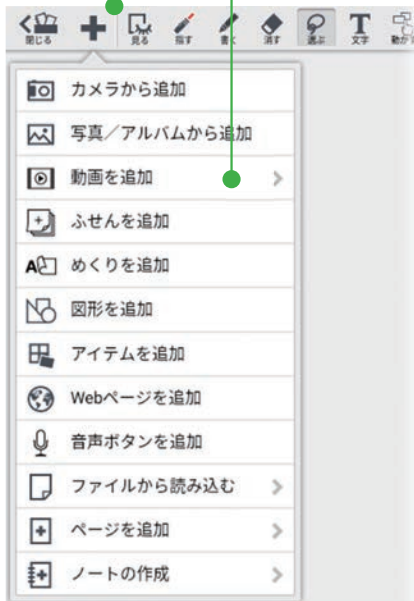 閉じる 見る 指す 書く 消す 選ぶ 文字 動か
カメラから追加
写真／アルバムから追加
動画を追加
ふせんを追加
めくりを追加
図形を追加
アイテムを追加
Webページを追加
音声ボタンを追加
ファイルから読み込む
ページを追加
ノートの作成